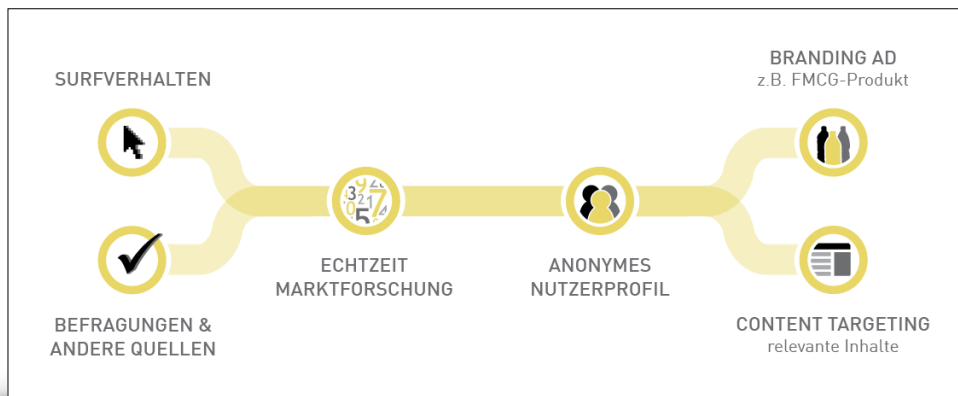 SURFVERHALTEN
BEFRAGUNGEN &
ANDERE QUELLEN
ECHTZEIT
MARKTFORSCHUNG
ANONYMES
NUTZERPROFIL
BRANDING AD
z.B. FMCG-Produkt
CONTENT TARGETING
relevante Inhalte